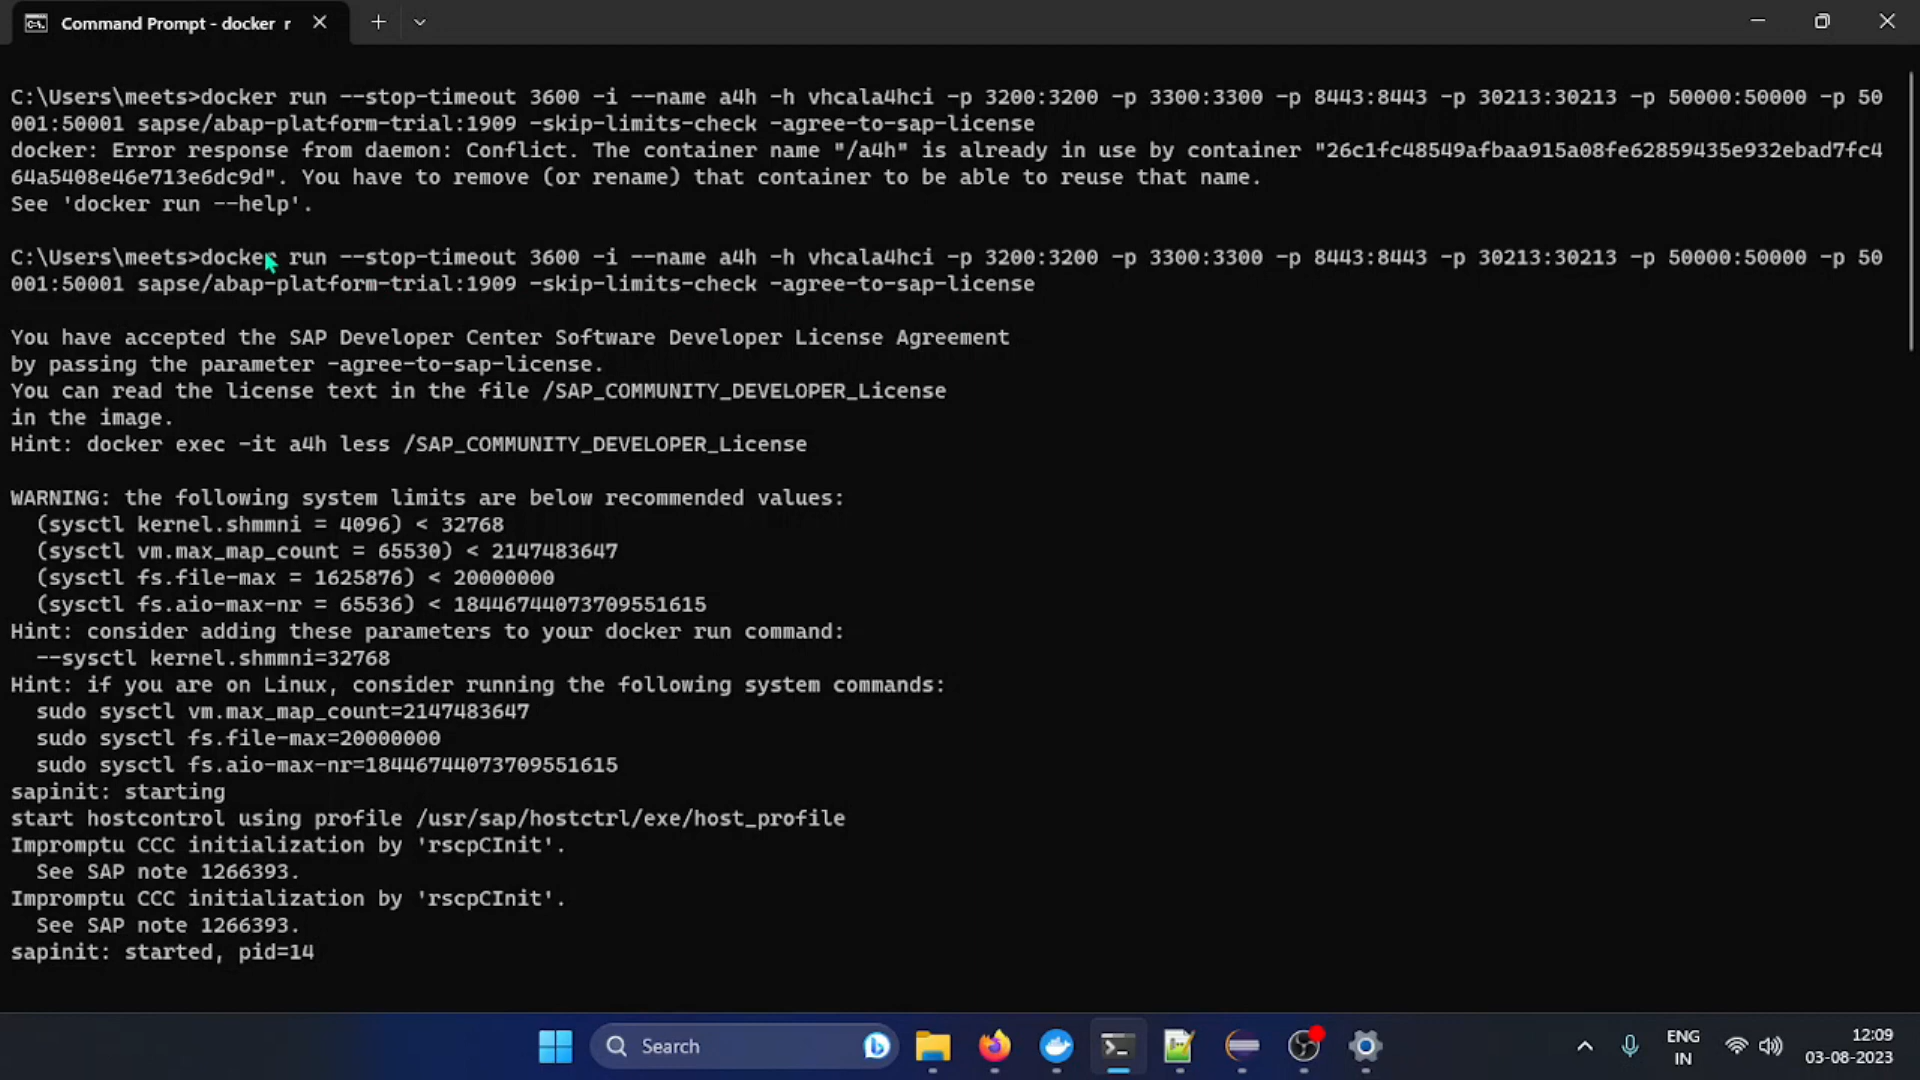 Command Prompt - docker r
C:\Users\meets>docker run --stop-timeout 3600 -i --name a4h -h vhcala4hci -p 3200:3200 -p 3300:3300 -p 8443:8443 -p 30213:30213 -p 50000:50000 -p 50
001:50001 sapse/abap-platform-trial:1909 -skip-limits-check -agree-to-sap-license
docker: Error response from daemon: Conflict. The container name "/a4h" is already in use by container "26c1fc48549afbaa915a08fe62859435e932ebad7fc4
64a5408e46e713e6dc9d". You have to remove (or rename) that container to be able to reuse that name.
See 'docker run --help'.
C:\Users\meets>docker run --stop-timeout 3600 -i --name a4h -h vhcala4hci -p 3200:3200 -p 3300:3300 -p 8443:8443 -p 30213:30213 -p 50000:50000 -p 50
001:50001 sapse/abap-platform-trial:1909 -skip-limits-check -agree-to-sap-license
You have accepted the SAP Developer Center Software Developer License Agreement
by passing the parameter -agree-to-sap-license.
You can read the license text in the file /SAP_COMMUNITY_DEVELOPER_License
in the image.
Hint: docker exec -it a4h less /SAP_COMMUNITY_DEVELOPER_License
WARNING: the following system limits are below recommended values:
(sysctl kernel.shmmni = 4096) < 32768
(sysctl vm.max_map_count = 65530) < 2147483647
(sysctl fs.file-max = 1625876) < 20000000
(sysctl fs.aio-max-nr = 65536) < 18446744073709551615
Hint: consider adding these parameters to your docker run command:
--sysctl kernel.shmmni=32768
Hint: if you are on Linux, consider running the following system commands:
sudo sysctl vm.max_map_count=2147483647
sudo sysctl fs.file-max=20000000
sudo sysctl fs.aio-max-nr=18446744073709551615
sapinit: starting
start hostcontrol using profile /usr/sap/hostctrl/exe/host_profile
Impromptu CCC initialization by 'rscpCInit'.
See SAP note 1266393.
Impromptu CCC initialization by 'rscpCInit'.
See SAP note 1266393.
sapinit: started, pid=14
Search
ENG
IN
12:09
03-08-2023